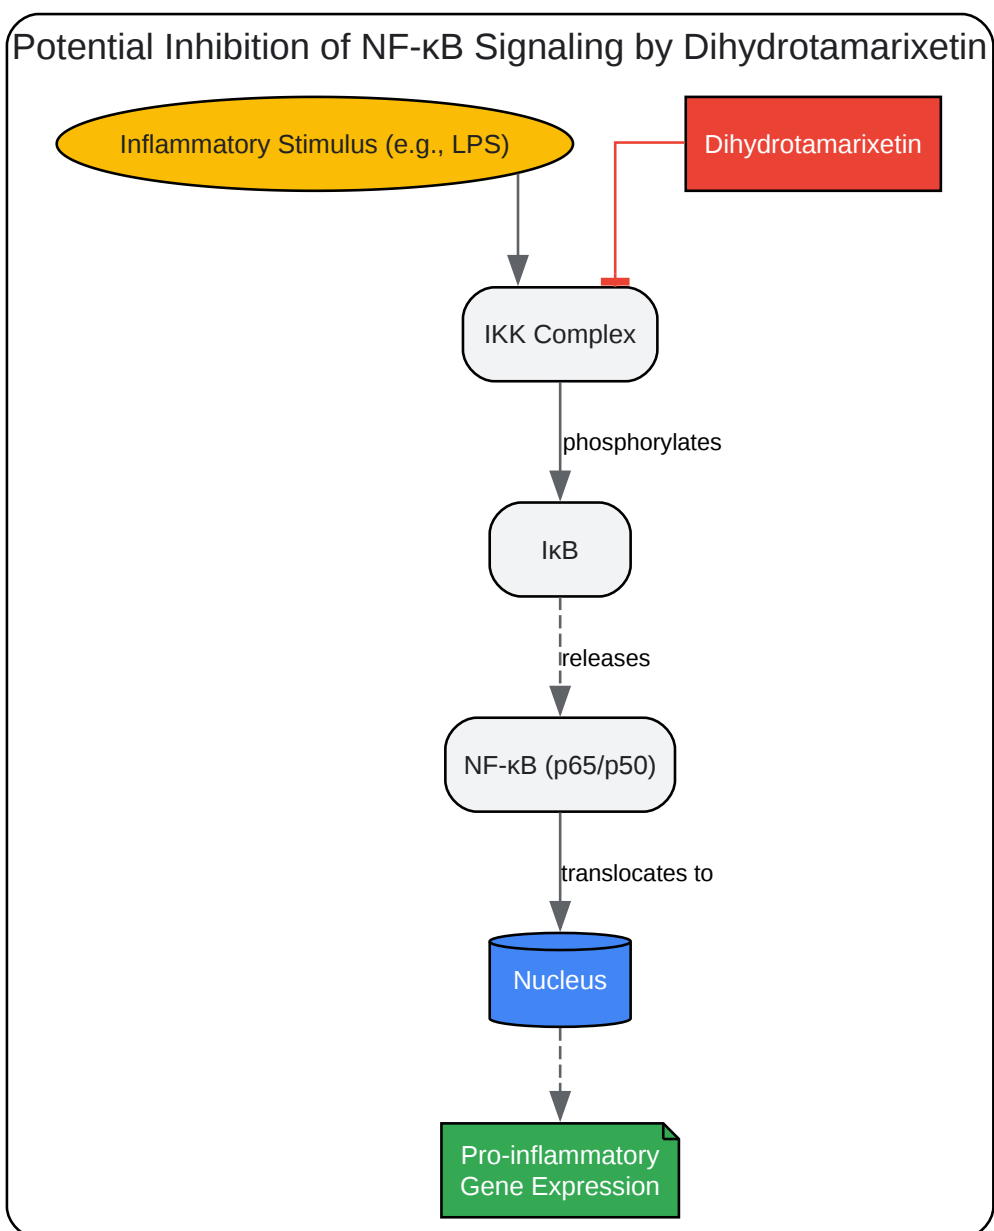 Potential Inhibition of NF-κB Signaling by Dihydrotamarixetin
Inflammatory Stimulus (e.g., LPS)
Dihydrotamarixetin
IKK Complex
phosphorylates
IκB
releases
NF-κB (p65/p50)
translocates to
Nucleus
Pro-inflammatory
Gene Expression